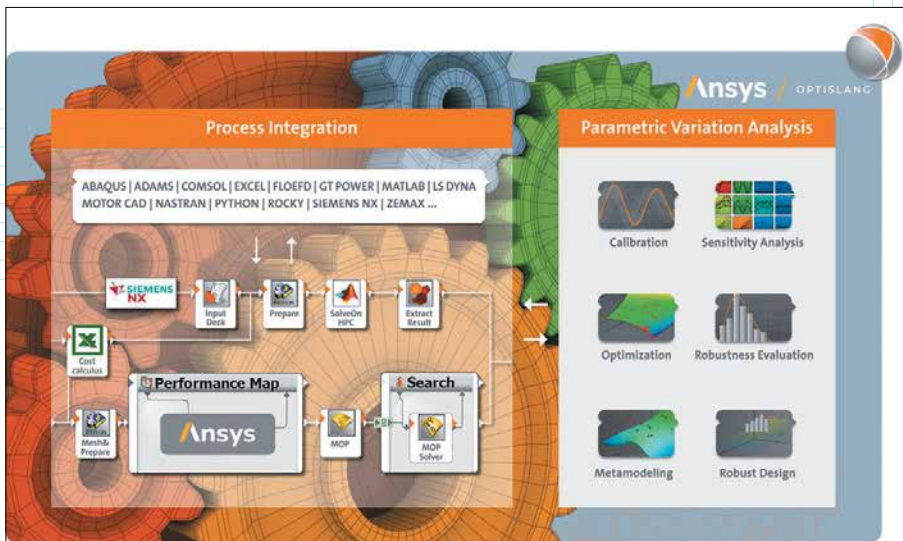 Ansys / OPTISLANG
Process Integration
ABAQUS | ADAMS | COMSOL | EXCEL | FLOEFD | GT POWER | MATLAB | LS DYNA
MOTOR CAD | NASTRAN | PYTHON | ROCKY | SIEMENS NX | ZEMAX ...
SIEMENS
NX
Input
Deck
Prepare
SolveOn
HPC
Extract
Result
Cost
calculus
Mesh&
Prepare
Performance Map
Ansys
MOP
Search
MOP
Solver
Parametric Variation Analysis
Calibration
Sensitivity Analysis
Optimization
Robustness Evaluation
Metamodeling
Robust Design